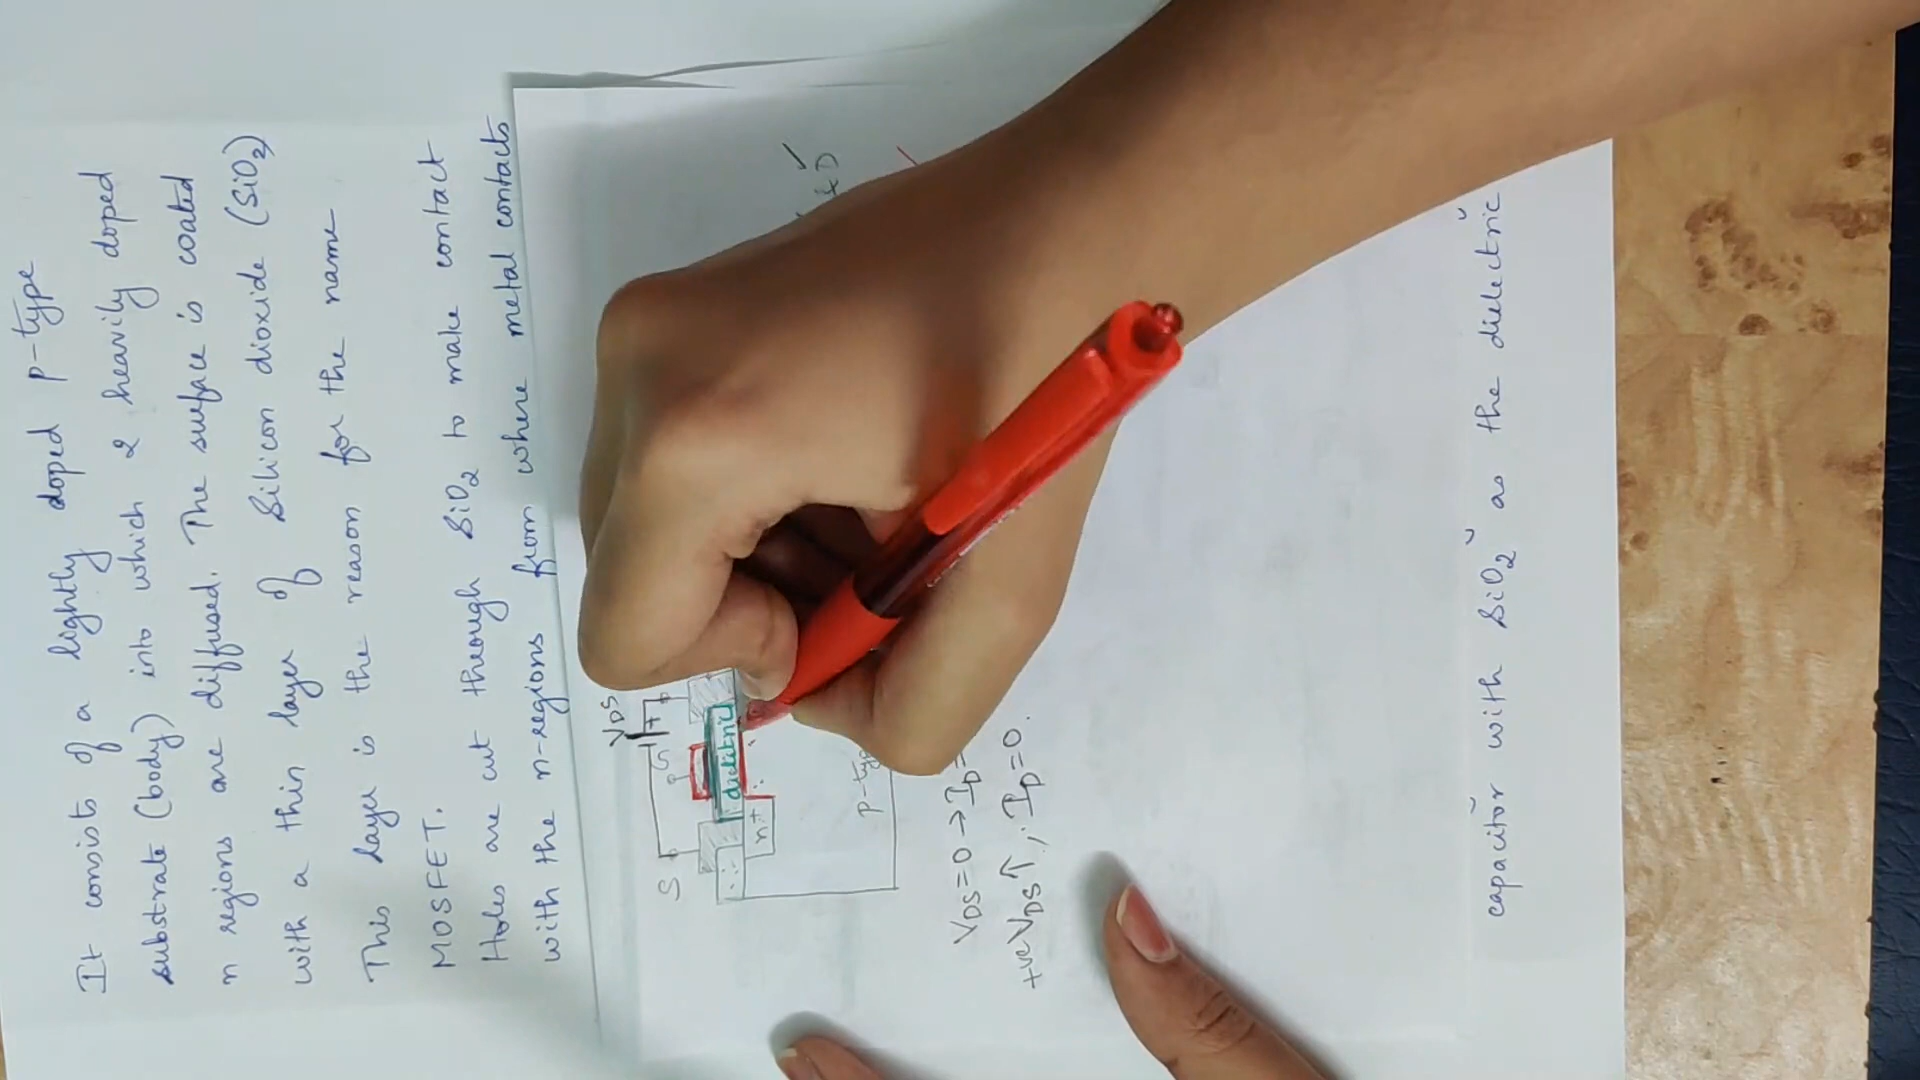 It consists of a lightly doped p-type
substrate (body) into which 2 heavily doped
n regions are diffused. The surface is coated
with a thin layer of Silicon dioxide (SiO2)
This layer is the reason for the name
MOSFET.
Holes are cut through SiO2 to make contact
with the n-regions from where metal contacts
&D
VDS
S
G
dielectric
n+
VDS=0→ID=
+veVDS↑, ID=0.
capacitor with SiO2 as the dielectric